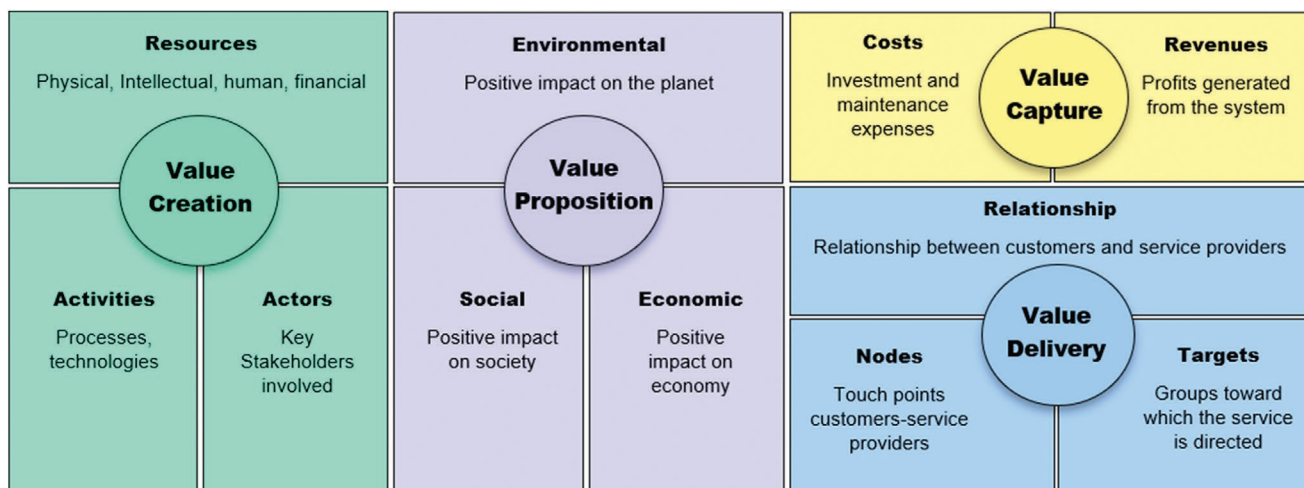 Resources
Physical, Intellectual, human, financial
Value
Creation
Activities
Processes,
technologies
Actors
Key
Stakeholders
involved
Environmental
Positive impact on the planet
Value
Proposition
Social
Positive impact
on society
Economic
Positive
impact on
economy
Costs
Investment and
maintenance
expenses
Value
Capture
Revenues
Profits generated
from the system
Relationship
Relationship between customers and service providers
Value
Delivery
Nodes
Touch points
customers-service
providers
Targets
Groups toward
which the service
is directed